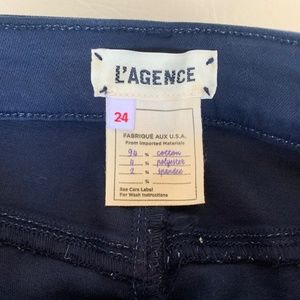 L'AGENCE
24
FABRIQUÉ AUX U.S.A.
From Imported Materials
94 % cotton
4 % polyester
2 % spandex
%
See Care Label
For Wash Instructions